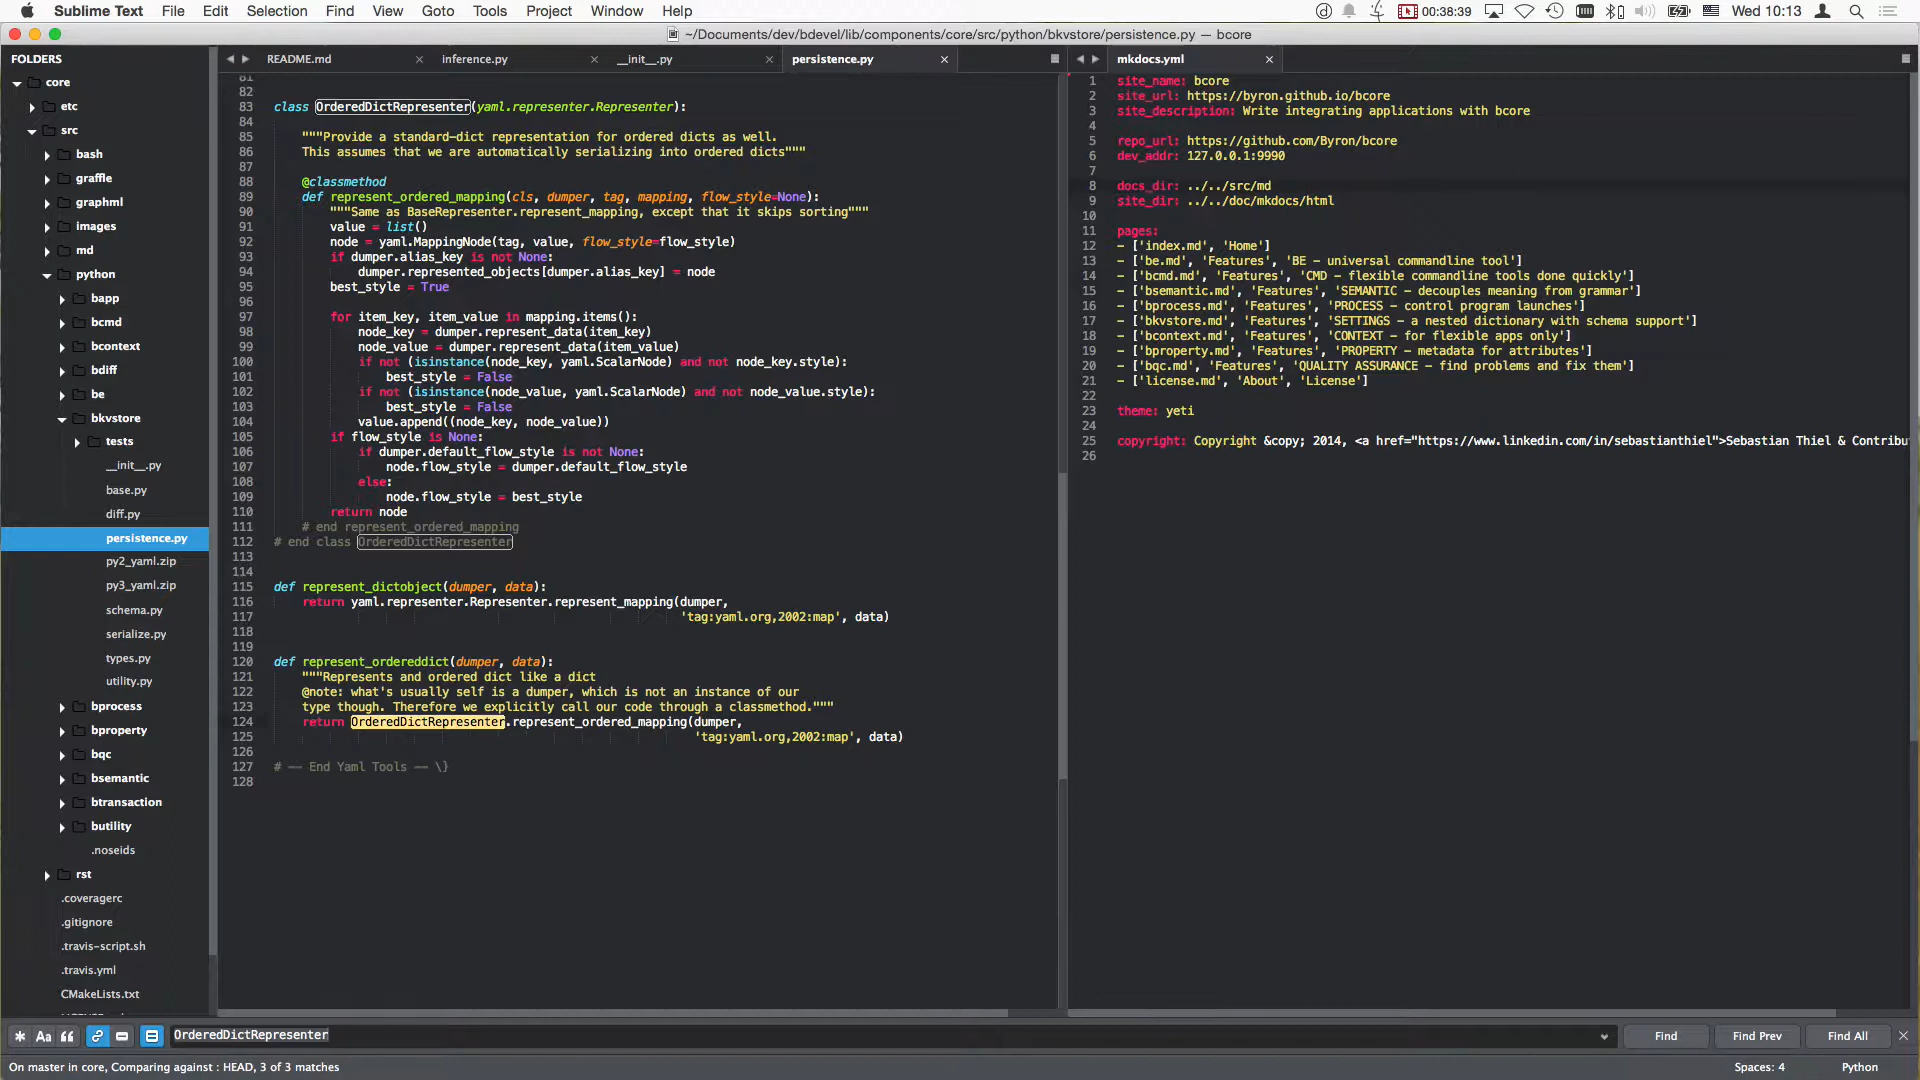 Sublime Text File Edit Selection Find View Goto Tools Project Window Help 00:38:39 Wed 10:13
~/Documents/dev/bdevel/lib/components/core/src/python/bkvstore/persistence.py — bcore
FOLDERS
core
etc
src
bash
graffle
graphml
images
md
python
bapp
bcmd
bcontext
bdiff
be
bkvstore
tests
__init__.py
base.py
diff.py
persistence.py
py2_yaml.zip
py3_yaml.zip
schema.py
serialize.py
types.py
utility.py
bprocess
bproperty
bqc
bsemantic
btransaction
butility
.noseids
rst
.coveragerc
.gitignore
.travis-script.sh
.travis.yml
CMakeLists.txt
README.md inference.py __init__.py persistence.py
81
82
83 class OrderedDictRepresenter(yaml.representer.Representer):
84
85 """Provide a standard-dict representation for ordered dicts as well.
86 This assumes that we are automatically serializing into ordered dicts"""
87
88 @classmethod
89 def represent_ordered_mapping(cls, dumper, tag, mapping, flow_style=None):
90 """Same as BaseRepresenter.represent_mapping, except that it skips sorting"""
91 value = list()
92 node = yaml.MappingNode(tag, value, flow_style=flow_style)
93 if dumper.alias_key is not None:
94 dumper.represented_objects[dumper.alias_key] = node
95 best_style = True
96
97 for item_key, item_value in mapping.items():
98 node_key = dumper.represent_data(item_key)
99 node_value = dumper.represent_data(item_value)
100 if not (isinstance(node_key, yaml.ScalarNode) and not node_key.style):
101 best_style = False
102 if not (isinstance(node_value, yaml.ScalarNode) and not node_value.style):
103 best_style = False
104 value.append((node_key, node_value))
105 if flow_style is None:
106 if dumper.default_flow_style is not None:
107 node.flow_style = dumper.default_flow_style
108 else:
109 node.flow_style = best_style
110 return node
111 # end represent_ordered_mapping
112 # end class OrderedDictRepresenter
113
114
115 def represent_dictobject(dumper, data):
116 return yaml.representer.Representer.represent_mapping(dumper,
117 'tag:yaml.org,2002:map', data)
118
119
120 def represent_ordereddict(dumper, data):
121 """Represents and ordered dict like a dict
122 @note: what's usually self is a dumper, which is not an instance of our
123 type though. Therefore we explicitly call our code through a classmethod."""
124 return OrderedDictRepresenter.represent_ordered_mapping(dumper,
125 'tag:yaml.org,2002:map', data)
126
127 # -- End Yaml Tools -- \}
128
mkdocs.yml
1 site_name: bcore
2 site_url: https://byron.github.io/bcore
3 site_description: Write integrating applications with bcore
4
5 repo_url: https://github.com/Byron/bcore
6 dev_addr: 127.0.0.1:9990
7
8 docs_dir: ../../src/md
9 site_dir: ../../doc/mkdocs/html
10
11 pages:
12 - ['index.md', 'Home']
13 - ['be.md', 'Features', 'BE - universal commandline tool']
14 - ['bcmd.md', 'Features', 'CMD - flexible commandline tools done quickly']
15 - ['bsemantic.md', 'Features', 'SEMANTIC - decouples meaning from grammar']
16 - ['bprocess.md', 'Features', 'PROCESS - control program launches']
17 - ['bkvstore.md', 'Features', 'SETTINGS - a nested dictionary with schema support']
18 - ['bcontext.md', 'Features', 'CONTEXT - for flexible apps only']
19 - ['bproperty.md', 'Features', 'PROPERTY - metadata for attributes']
20 - ['bqc.md', 'Features', 'QUALITY ASSURANCE - find problems and fix them']
21 - ['license.md', 'About', 'License']
22
23 theme: yeti
24
25 copyright: Copyright &copy; 2014, <a href="https://www.linkedin.com/in/sebastianthiel">Sebastian Thiel & Contribu
26
Aa OrderedDictRepresenter Find Find Prev Find All
On master in core, Comparing against : HEAD, 3 of 3 matches Spaces: 4 Python